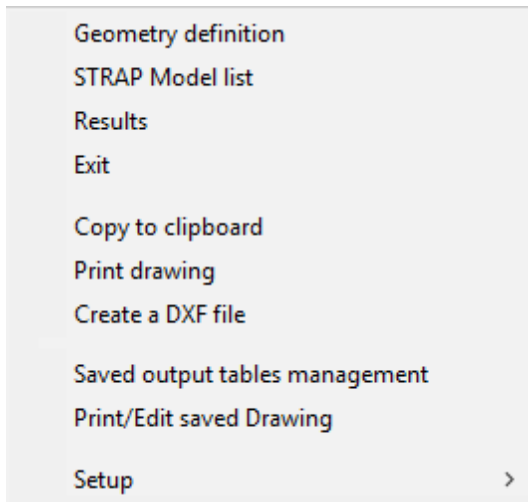 Geometry definition
STRAP Model list
Results
Exit
Copy to clipboard
Print drawing
Create a DXF file
Saved output tables management
Print/Edit saved Drawing
Setup